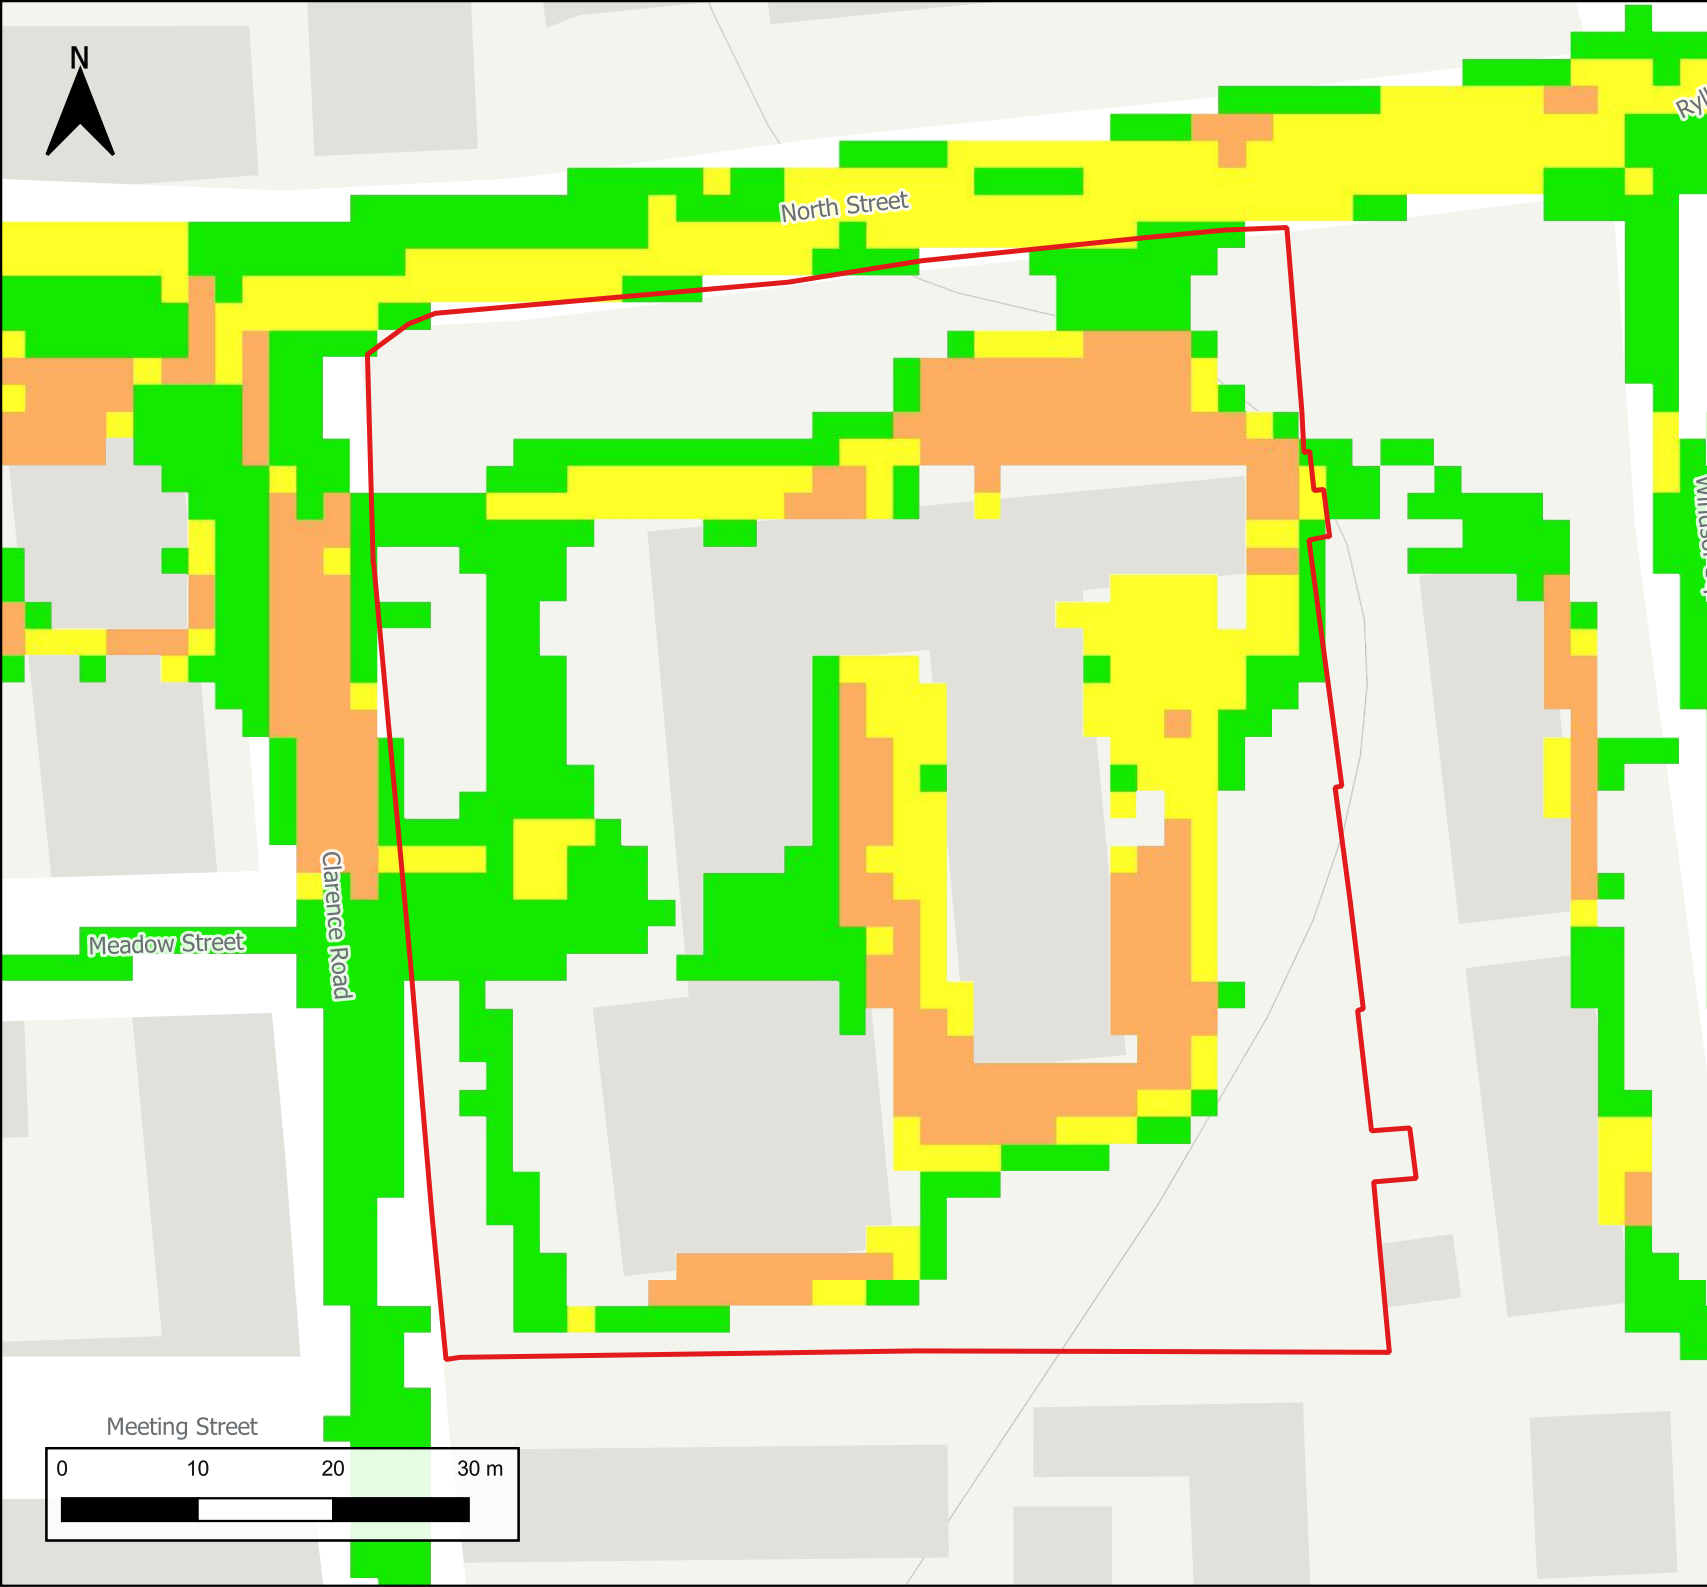 N
North Street
Meadow Street
Clarence Road
Meeting Street
0 10 20 30 m